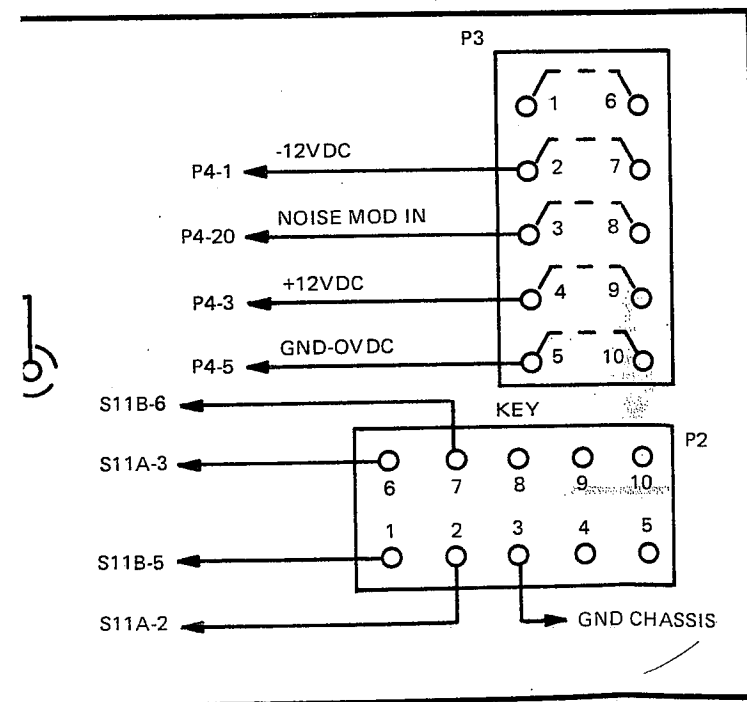 P3
1 6
-12VDC
P4-1 2 7
NOISE MOD IN
P4-20 3 8
+12VDC
P4-3 4 9
GND-OVDC
P4-5 5 10
S11B-6 KEY
P2
S11A-3
6 7 8 9 10
1 2 3 4 5
S11B-5
S11A-2 GND CHASSIS